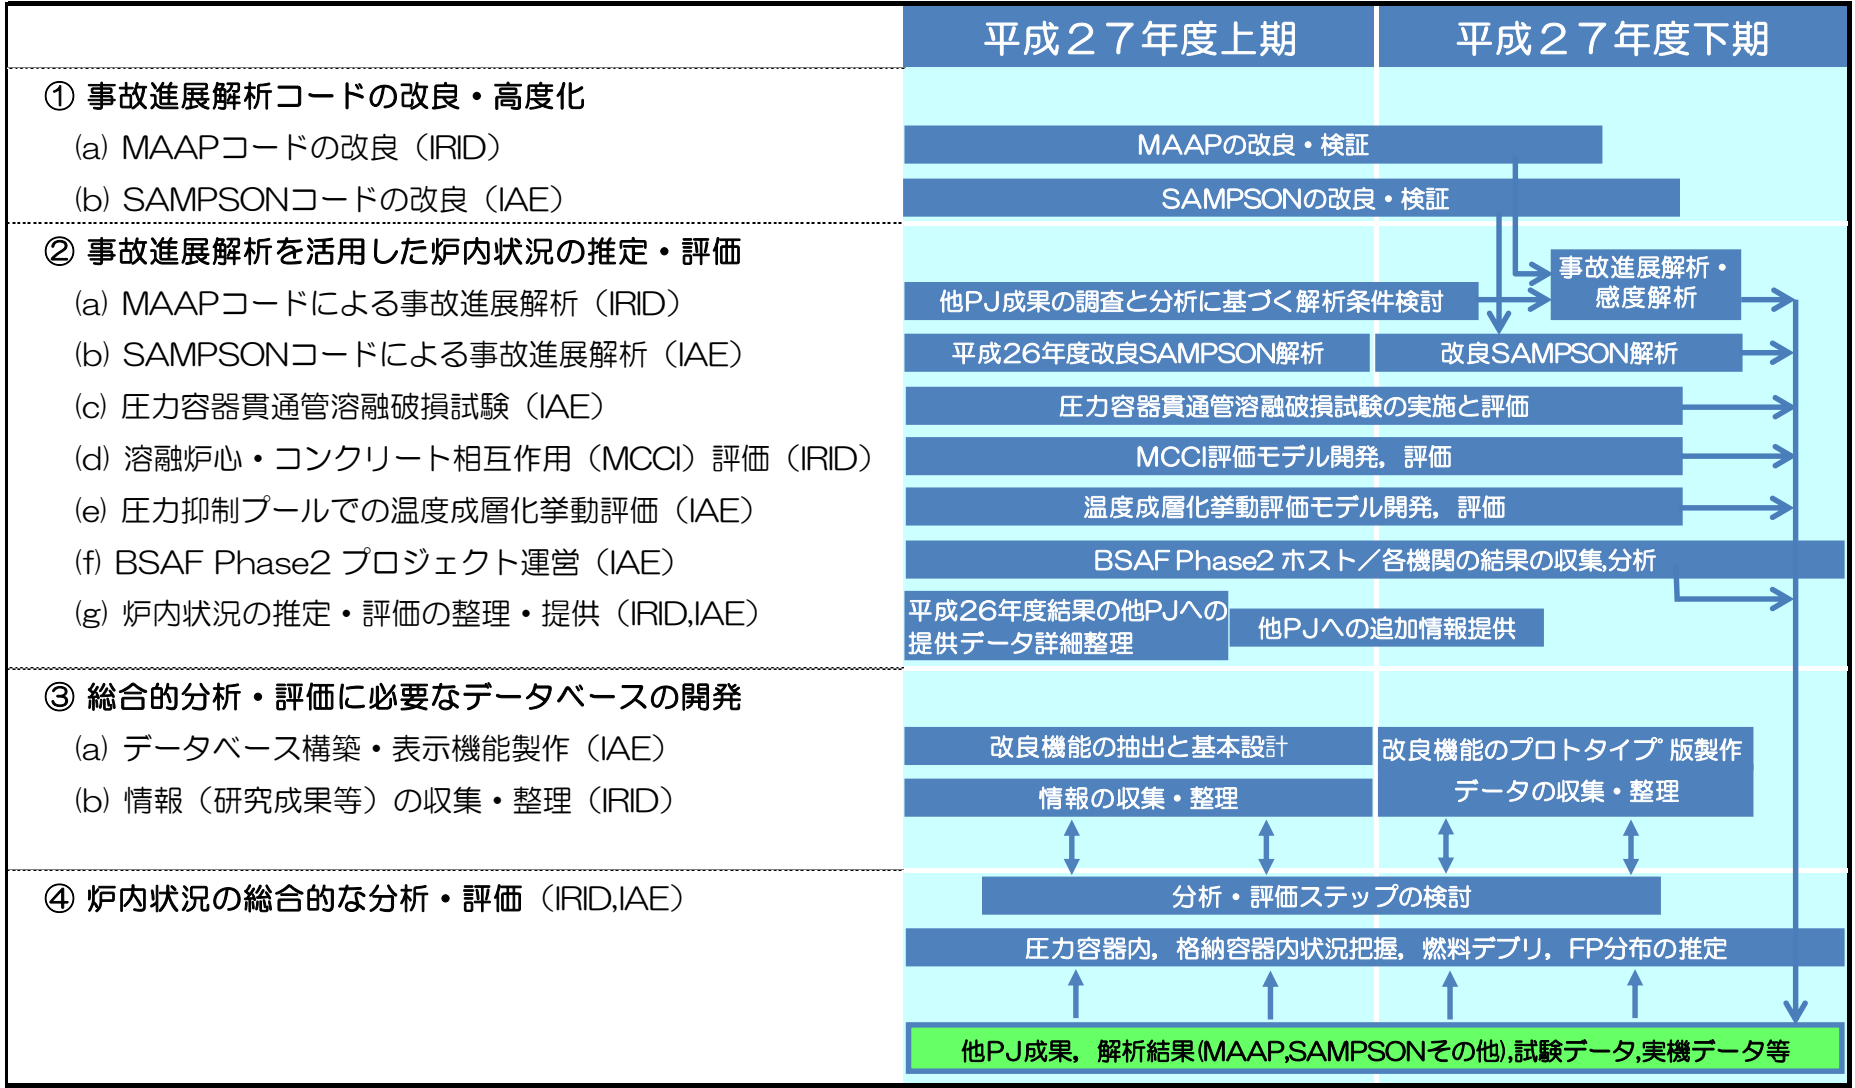 平成２７年度上期
平成２７年度下期
① 事故進展解析コードの改良・高度化
(a) MAAPコードの改良（IRID）
MAAPの改良・検証
(b) SAMPSONコードの改良（IAE）
SAMPSONの改良・検証
② 事故進展解析を活用した炉内状況の推定・評価
事故進展解析・
感度解析
(a) MAAPコードによる事故進展解析（IRID）
他PJ成果の調査と分析に基づく解析条件検討
(b) SAMPSONコードによる事故進展解析（IAE）
平成26年度改良SAMPSON解析
改良SAMPSON解析
(c) 圧力容器貫通管溶融破損試験（IAE）
圧力容器貫通管溶融破損試験の実施と評価
(d) 溶融炉心・コンクリート相互作用（MCCI）評価（IRID）
MCCI評価モデル開発，評価
(e) 圧力抑制プールでの温度成層化挙動評価（IAE）
温度成層化挙動評価モデル開発，評価
(f) BSAF Phase2 プロジェクト運営（IAE）
BSAF Phase2 ホスト／各機関の結果の収集,分析
(g) 炉内状況の推定・評価の整理・提供（IRID,IAE）
平成26年度結果の他PJへの
提供データ詳細整理
他PJへの追加情報提供
③ 総合的分析・評価に必要なデータベースの開発
(a) データベース構築・表示機能製作（IAE）
改良機能の抽出と基本設計
改良機能のプロトタイプ版製作
(b) 情報（研究成果等）の収集・整理（IRID）
情報の収集・整理
データの収集・整理
④ 炉内状況の総合的な分析・評価（IRID,IAE）
分析・評価ステップの検討
圧力容器内，格納容器内状況把握，燃料デブリ，FP分布の推定
他PJ成果，解析結果(MAAP,SAMPSONその他),試験データ,実機データ等